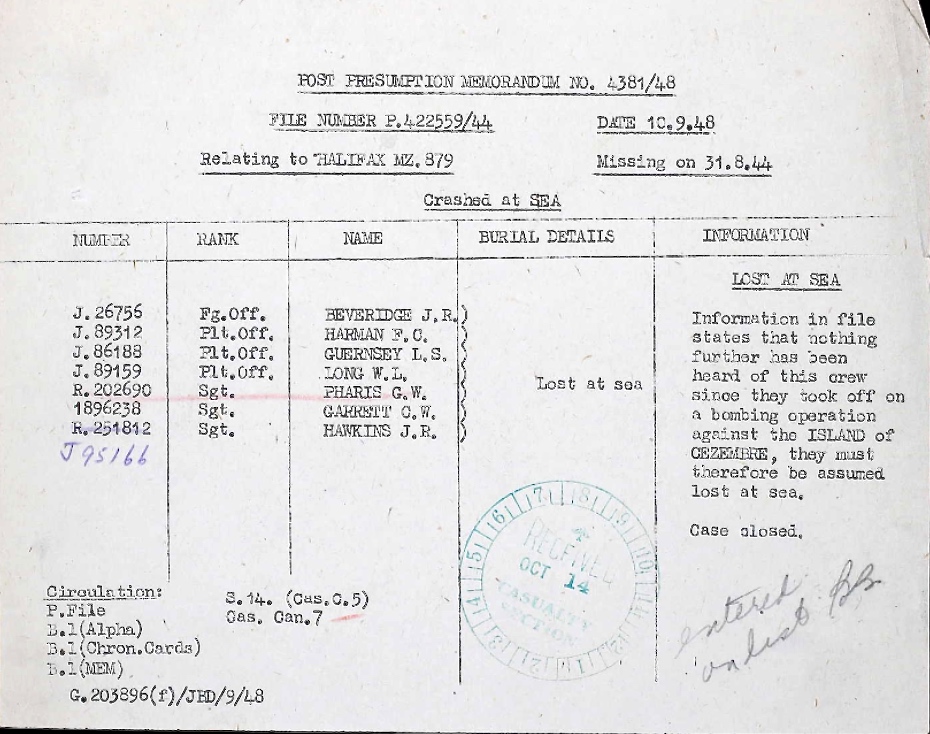 POST PRESUMPTION MEMORANDUM NO. 4381/48
FILE NUMBER P.422559/44 DATE 10.9.48
Relating to HALIFAX MZ.879 Missing on 31.8.44
Crashed at SEA
NUMBER RANK NAME BURIAL DETAILS INFORMATION
LOST AT SEA
J.26756 Fg.Off. BEVERIDGE J.R.)
J.89312 Plt.Off. HARMAN F.C.
J.86188 Plt.Off. GUERNSEY L.S.
J.89159 Plt.Off. LONG W.L.
R.202690 Sgt. PHARIS G.W.
1896238 Sgt. GARRETT C.W.
R.251812 Sgt. HAWKINS J.R.
J95166
Lost at sea
Information in file
states that nothing
further has been
heard of this crew
since they took off on
a bombing operation
against the ISLAND of
CEZEMBRE, they must
therefore be assumed
lost at sea.
Case closed.
RECEIVED
OCT 14
CASUALTY
SECTION
Circulation:
P.File
B.1(Alpha)
B.1(Chron.Cards)
B.1(MEM)
S.14. (Cas.C.5)
Cas. Can.7
G.203896(f)/JBD/9/48
entered
on list BB